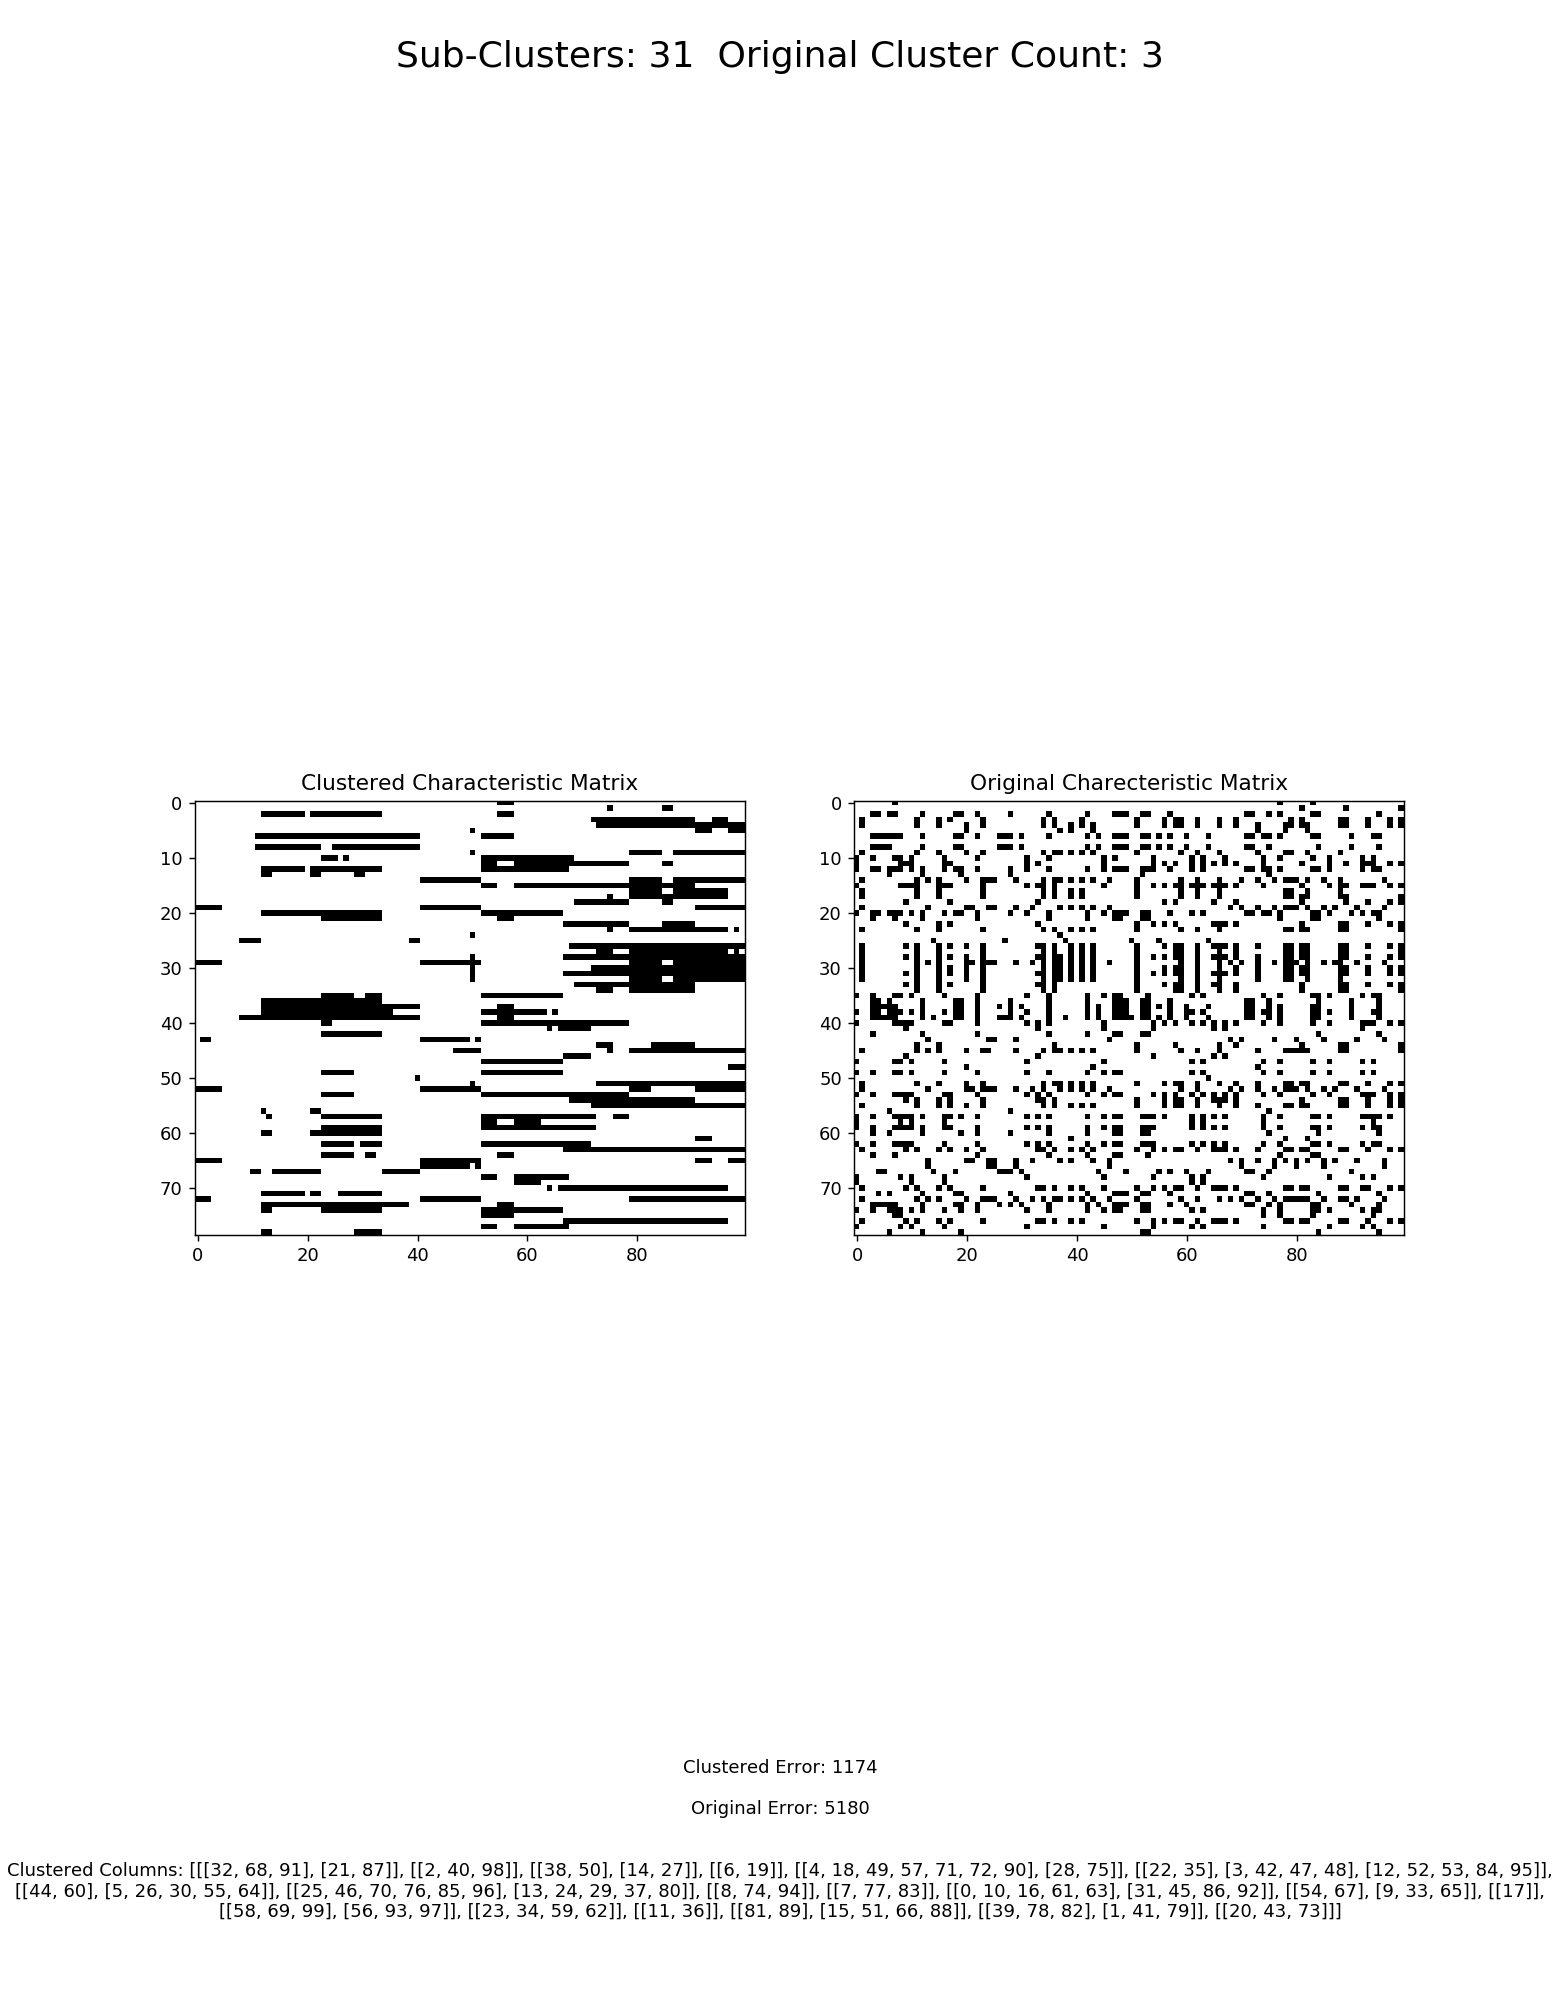 Sub-Clusters: 31  Original Cluster Count: 3
Clustered Characteristic Matrix
0
10
20
30
40
50
60
70
0 20 40 60 80
Original Charecteristic Matrix
0
10
20
30
40
50
60
70
0 20 40 60 80
Clustered Error: 1174
Original Error: 5180
Clustered Columns: [[[32, 68, 91], [21, 87]], [[2, 40, 98]], [[38, 50], [14, 27]], [[6, 19]], [[4, 18, 49, 57, 71, 72, 90], [28, 75]], [[22, 35], [3, 42, 47, 48], [12, 52, 53, 84, 95]],
[[44, 60], [5, 26, 30, 55, 64]], [[25, 46, 70, 76, 85, 96], [13, 24, 29, 37, 80]], [[8, 74, 94]], [[7, 77, 83]], [[0, 10, 16, 61, 63], [31, 45, 86, 92]], [[54, 67], [9, 33, 65]], [[17]],
[[58, 69, 99], [56, 93, 97]], [[23, 34, 59, 62]], [[11, 36]], [[81, 89], [15, 51, 66, 88]], [[39, 78, 82], [1, 41, 79]], [[20, 43, 73]]]